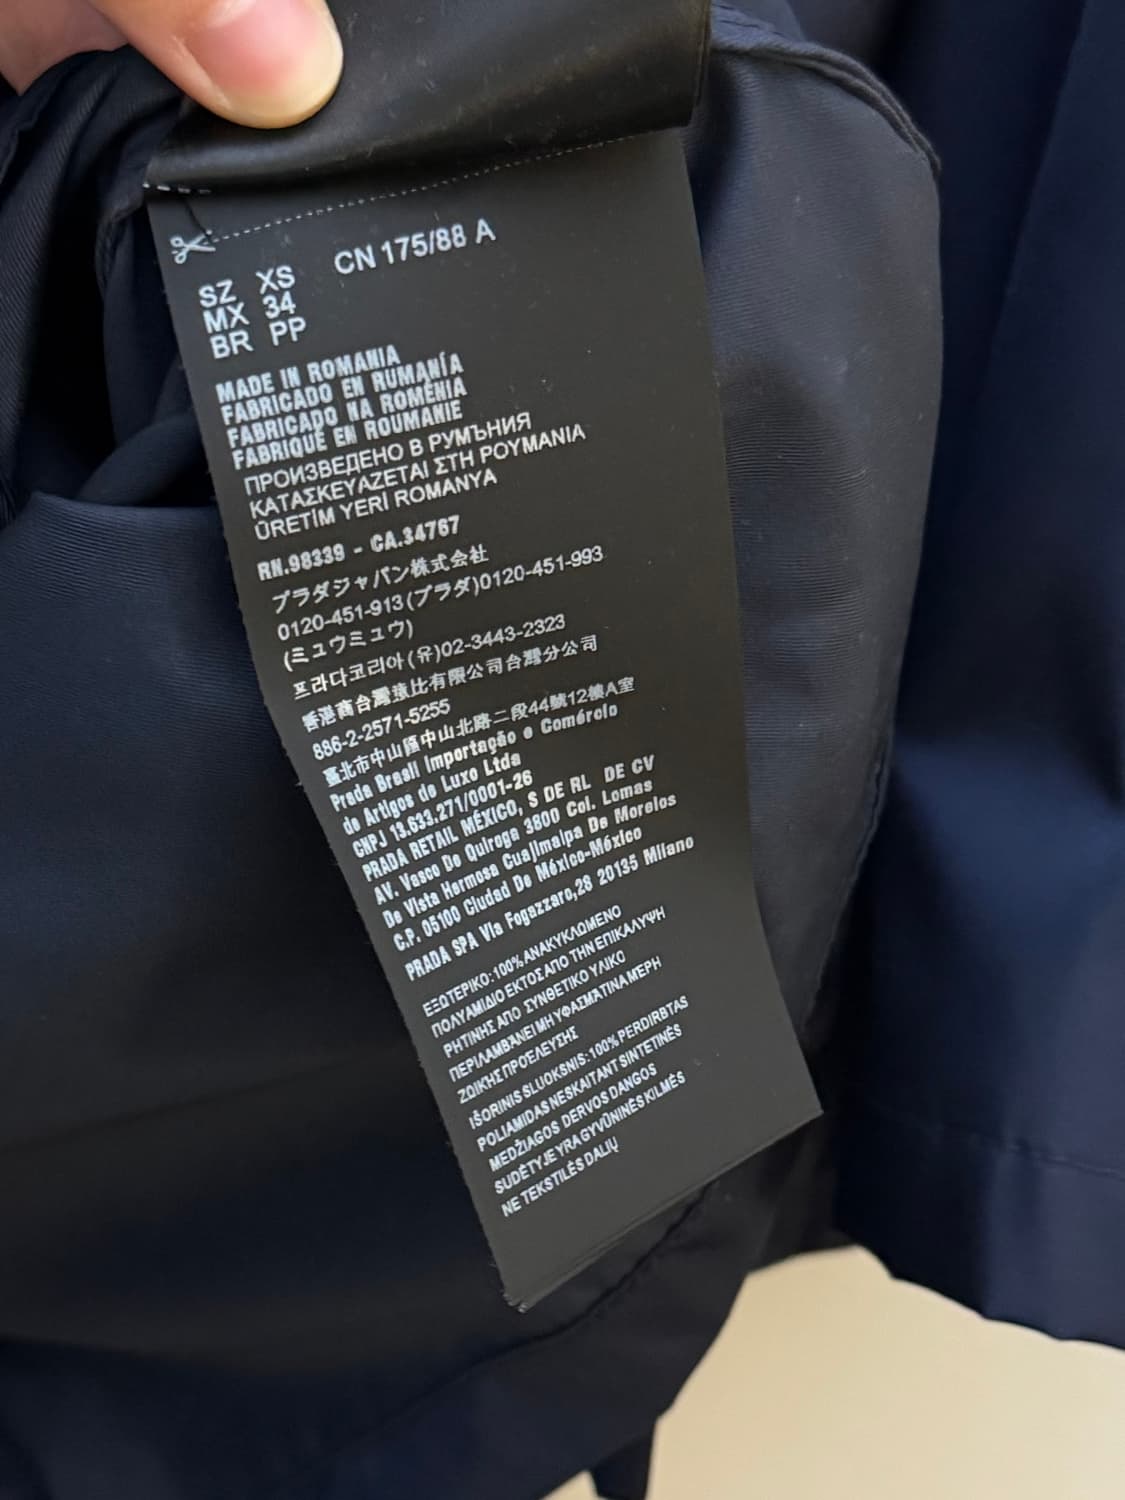 SZ XS CN 175/88 A
MX 34
BR PP
MADE IN ROMANIA
FABRICADO EN RUMANÍA
FABRICADO NA ROMÉNIA
FABRIQUÉ EN ROUMANIE
ПРОИЗВЕДЕНО В РУМЪНИЯ
ΚΑΤΑΣΚΕΥΑΖΕΤΑΙ ΣΤΗ ΡΟΥΜΑΝΙΑ
ÜRETİM YERİ ROMANYA
RN.98339 - CA.34767
プラダジャパン株式会社
0120-451-913(プラダ)0120-451-993
(ミュウミュウ)
프라다코리아(유)02-3443-2323
香港商台灣普拉達有限公司台灣分公司
886-2-2571-5255
臺北市中山區中山北路二段44號12樓A室
Prada Brasil Importação e Comércio
de Artigos de Luxo Ltda
CNPJ 13.633.271/0001-26
PRADA RETAIL MÉXICO, S DE RL DE CV
AV. Vasco De Quiroga 3800 Col. Lomas
De Vista Hermosa Cuajimalpa De Morelos
C.P. 05100 Ciudad De México-México
PRADA SPA Via Fogazzaro,28 20135 Milano
ΕΞΩΤΕΡΙΚΟ: 100% ΑΝΑΚΥΚΛΩΜΕΝΟ
ΠΟΛΥΑΜΙΔΙΟ ΕΚΤΟΣ ΑΠΟ ΤΗΝ ΕΠΙΚΑΛΥΨΗ
ΡΗΤΙΝΗΣ ΑΠΟ ΣΥΝΘΕΤΙΚΟ ΥΛΙΚΟ
ΠΕΡΙΛΑΜΒΑΝΕΙ ΜΗ ΥΦΑΣΜΑΤΙΝΑ ΜΕΡΗ
ΖΩΙΚΗΣ ΠΡΟΕΛΕΥΣΗΣ
IŠORINIS SLUOKSNIS: 100% PERDIRBTAS
POLIAMIDAS NESKAITANT SINTETINĖS
MEDŽIAGOS DERVOS DANGOS
SUDĖTYJE YRA GYVŪNINĖS KILMĖS
NE TEKSTILĖS DALIŲ